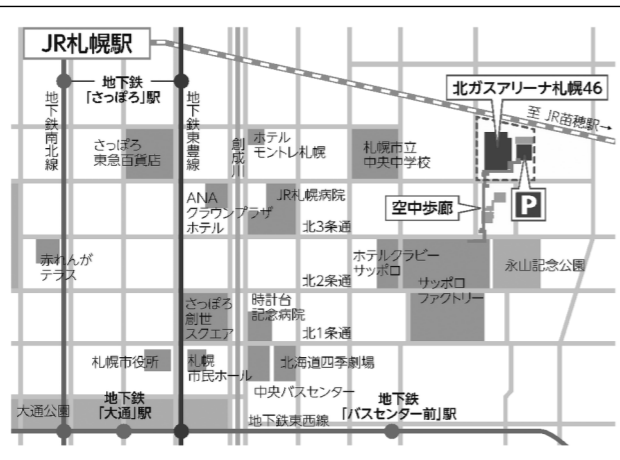 JR札幌駅
地下鉄
「さっぽろ」駅
北ガスアリーナ札幌46
至 JR苗穂駅→
地下鉄南北線
地下鉄東豊線
創成川
さっぽろ
東急百貨店
ホテル
モントレ札幌
札幌市立
中央中学校
P
ANA
クラウンプラザ
ホテル
JR札幌病院
空中歩廊
北3条通
赤れんが
テラス
ホテルクラビー
サッポロ
永山記念公園
北2条通
サッポロ
ファクトリー
さっぽろ
創世
スクエア
時計台
記念病院
北1条通
札幌市役所
札幌
市民ホール
北海道四季劇場
中央バスセンター
大通公園
地下鉄
「大通」駅
地下鉄東西線
地下鉄
「バスセンター前」駅